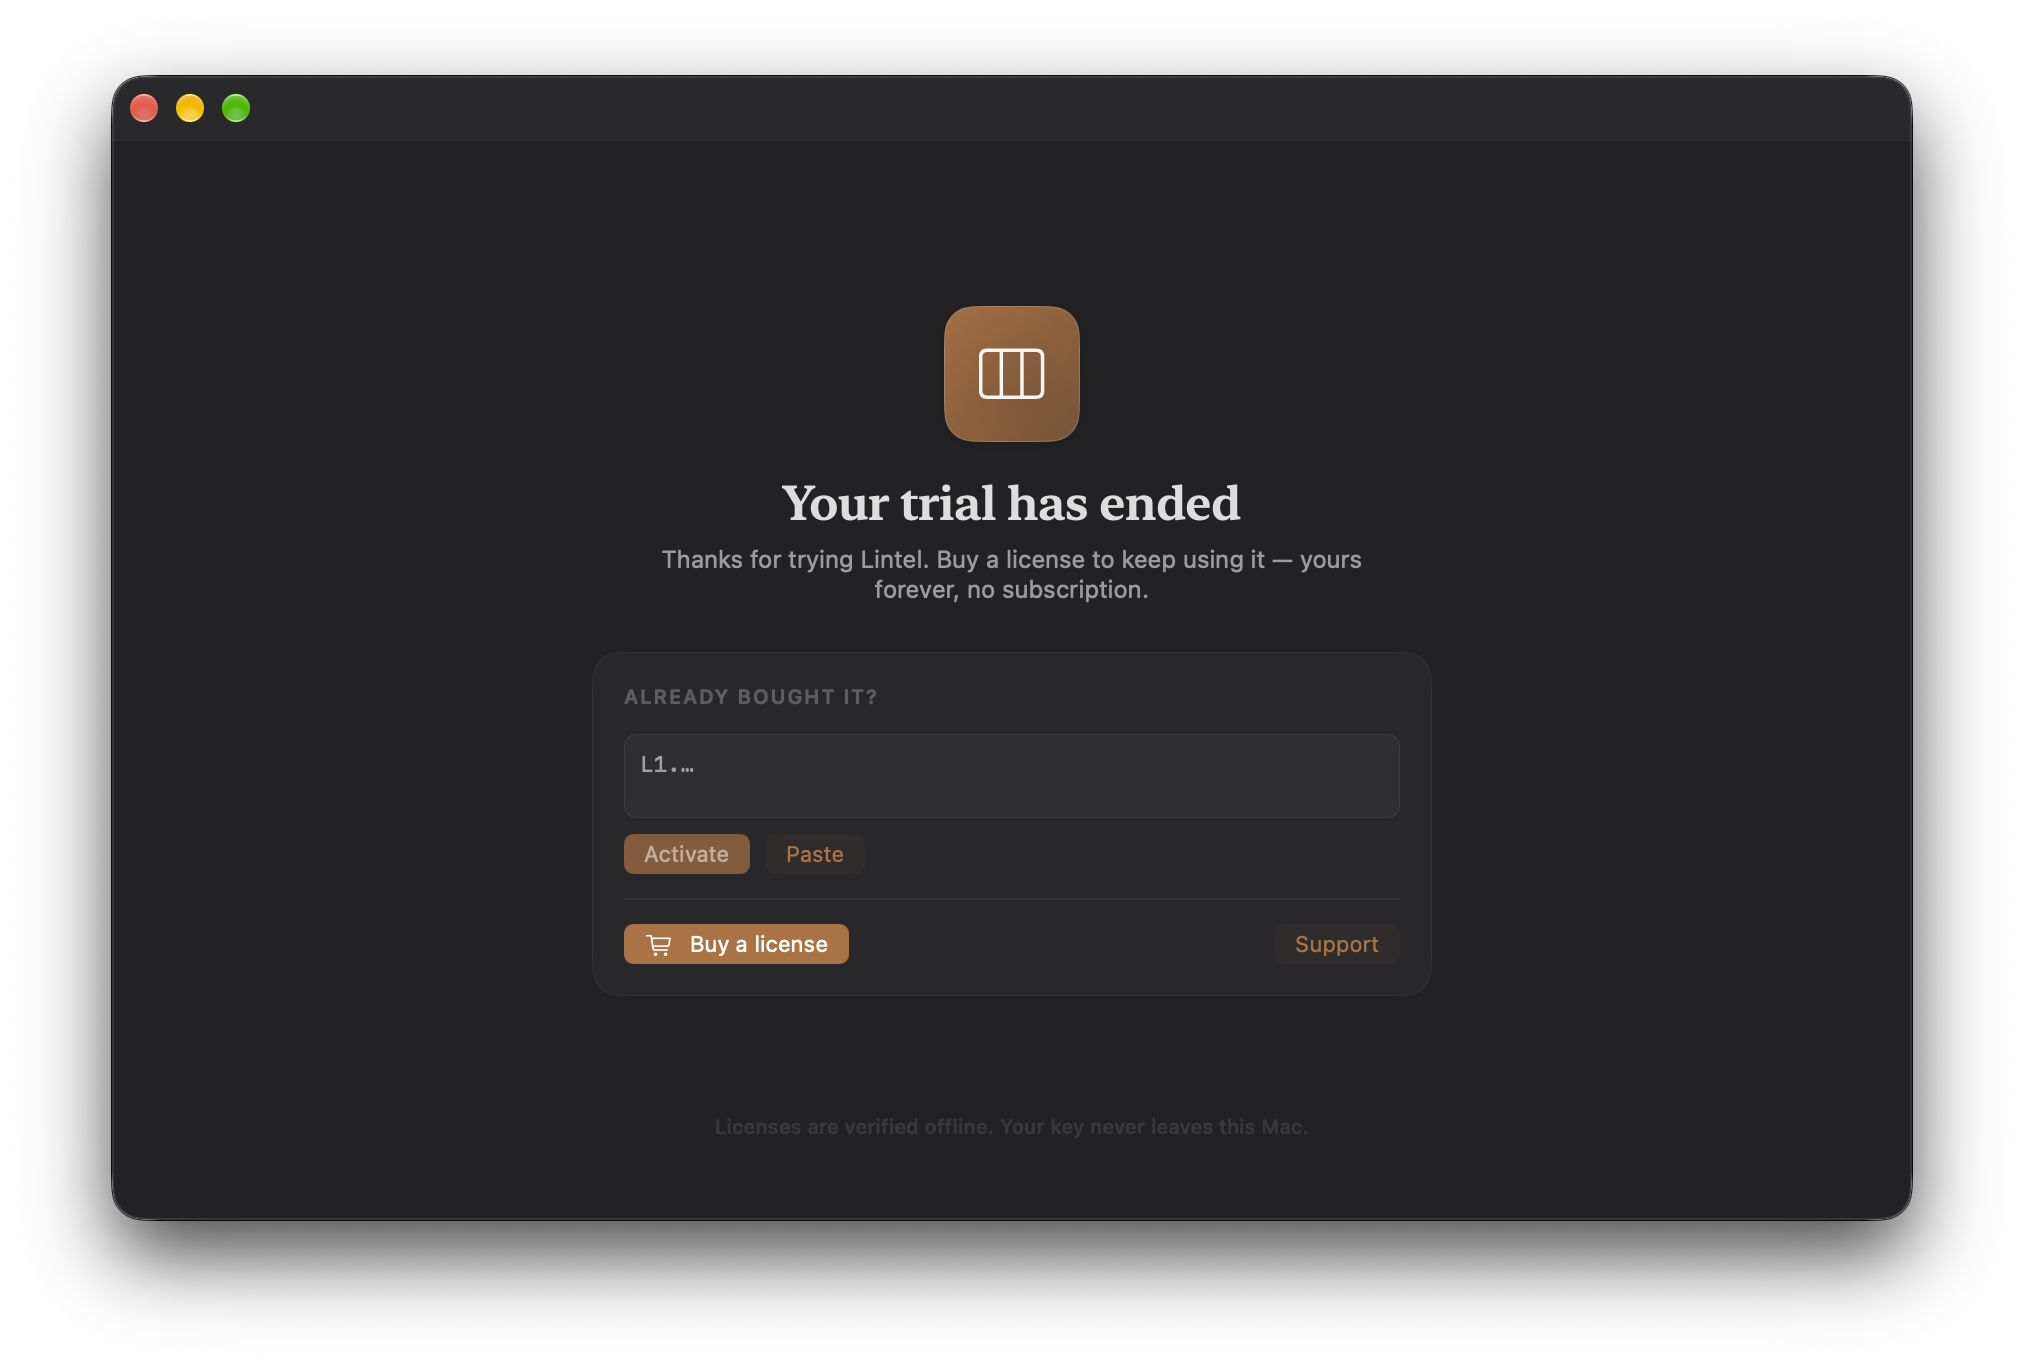 Your trial has ended
Thanks for trying Lintel. Buy a license to keep using it — yours
forever, no subscription.
ALREADY BOUGHT IT?
L1.…
Activate
Paste
Buy a license
Support
Licenses are verified offline. Your key never leaves this Mac.